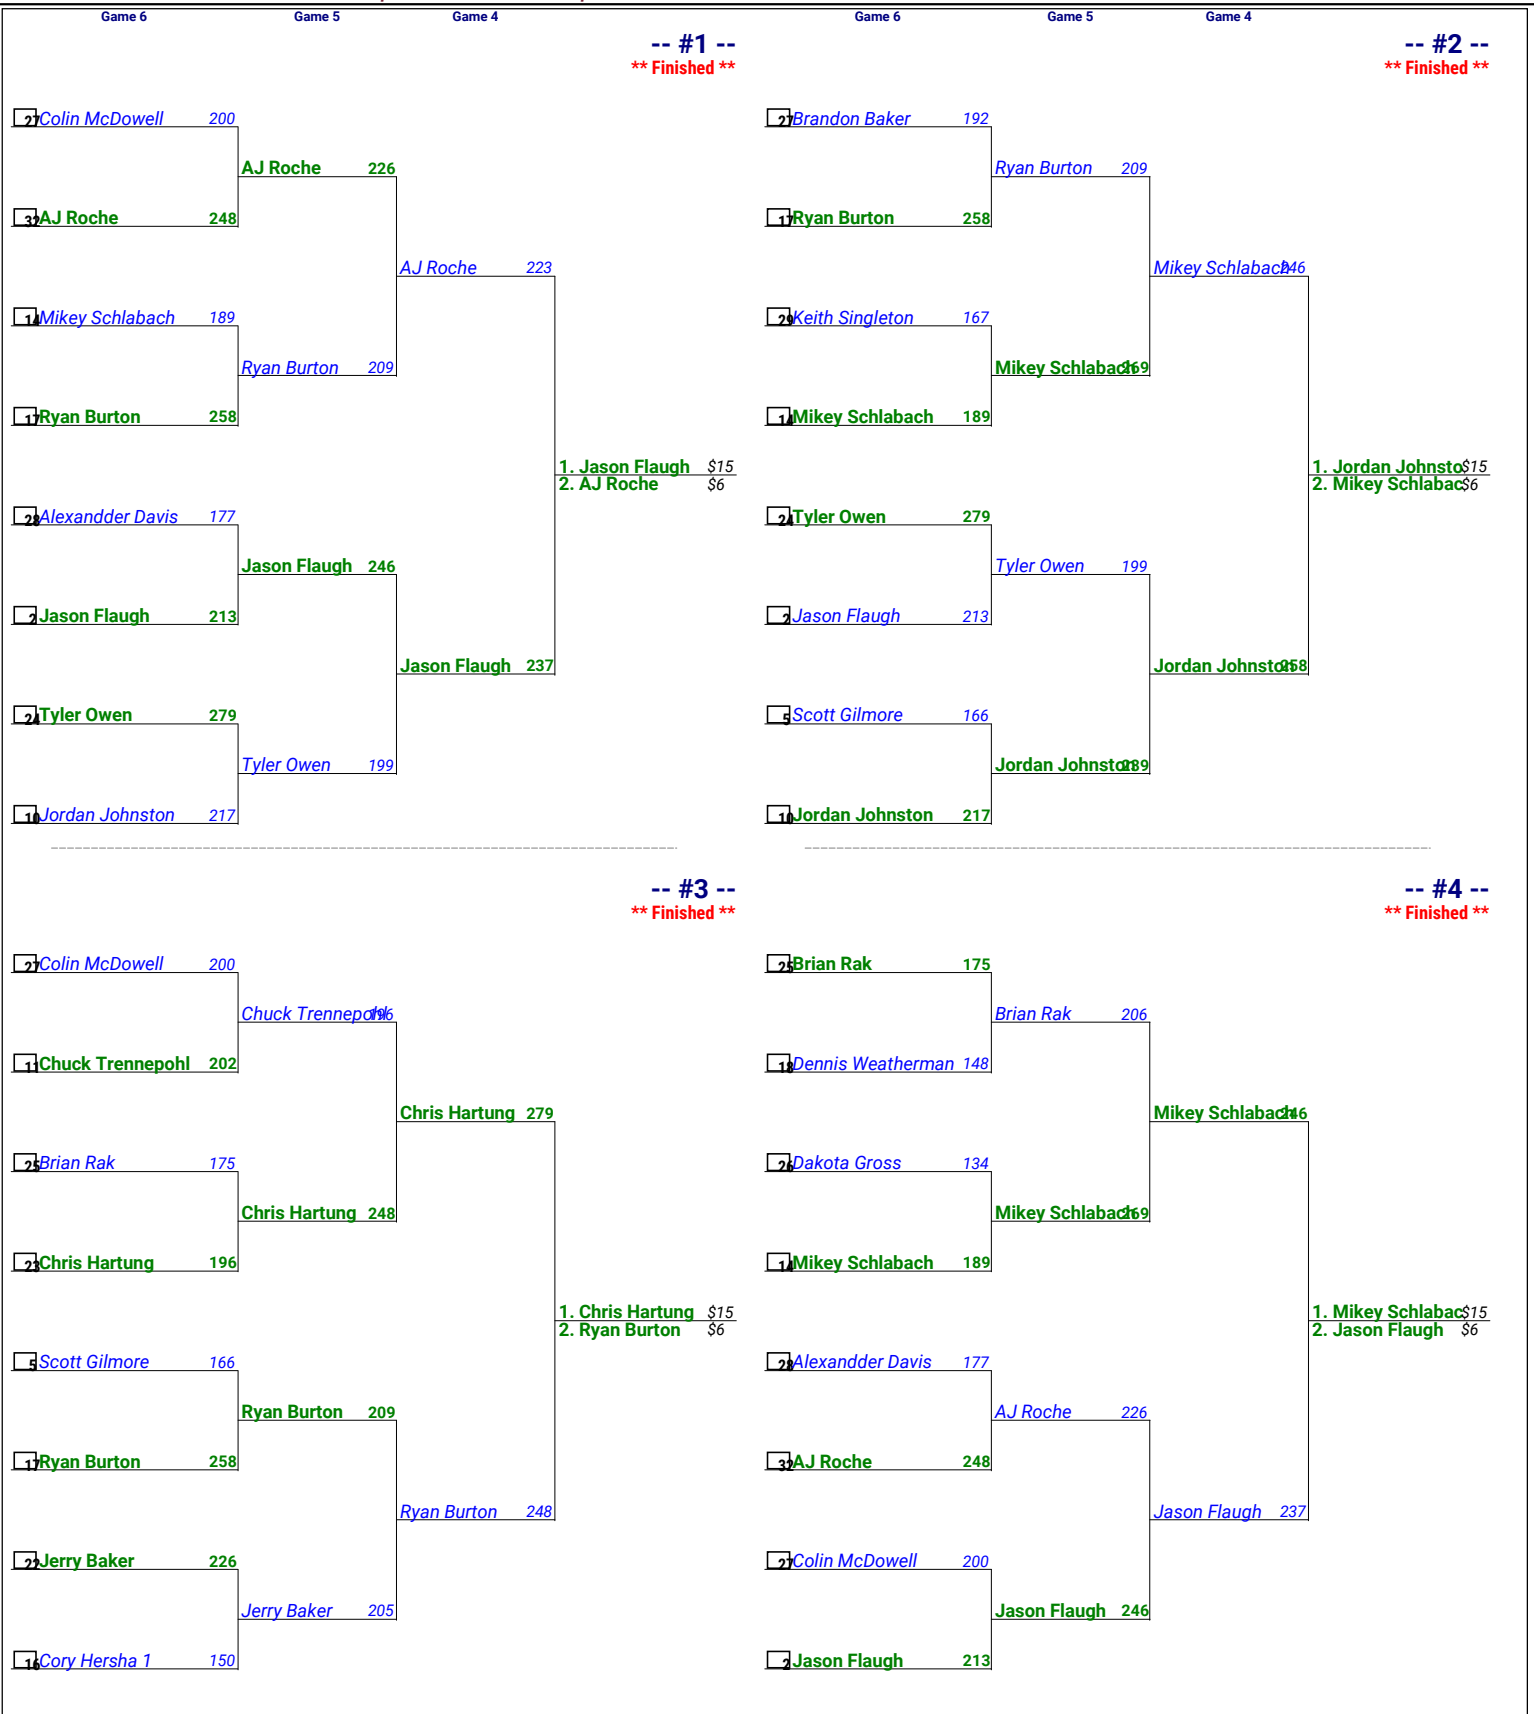 Game 6 Game 5 Game 4
-- #1 --
** Finished **
27 Colin McDowell 200
AJ Roche 226
32 AJ Roche 248
AJ Roche 223
14 Mikey Schlabach 189
Ryan Burton 209
17 Ryan Burton 258
1. Jason Flaugh $15
2. AJ Roche $6
28 Alexandder Davis 177
Jason Flaugh 246
2 Jason Flaugh 213
Jason Flaugh 237
24 Tyler Owen 279
Tyler Owen 199
10 Jordan Johnston 217
Game 6 Game 5 Game 4
-- #2 --
** Finished **
27 Brandon Baker 192
Ryan Burton 209
17 Ryan Burton 258
Mikey Schlabach 246
29 Keith Singleton 167
Mikey Schlabach 269
14 Mikey Schlabach 189
1. Jordan Johnsto $15
2. Mikey Schlabac $6
24 Tyler Owen 279
Tyler Owen 199
2 Jason Flaugh 213
Jordan Johnston 258
5 Scott Gilmore 166
Jordan Johnston 239
10 Jordan Johnston 217
-- #3 --
** Finished **
27 Colin McDowell 200
Chuck Trennepohl 196
11 Chuck Trennepohl 202
Chris Hartung 279
25 Brian Rak 175
Chris Hartung 248
23 Chris Hartung 196
1. Chris Hartung $15
2. Ryan Burton $6
5 Scott Gilmore 166
Ryan Burton 209
17 Ryan Burton 258
Ryan Burton 248
22 Jerry Baker 226
Jerry Baker 205
16 Cory Hersha 1 150
-- #4 --
** Finished **
25 Brian Rak 175
Brian Rak 206
18 Dennis Weatherman 148
Mikey Schlabach 246
26 Dakota Gross 134
Mikey Schlabach 269
14 Mikey Schlabach 189
1. Mikey Schlabac $15
2. Jason Flaugh $6
28 Alexandder Davis 177
AJ Roche 226
32 AJ Roche 248
Jason Flaugh 237
27 Colin McDowell 200
Jason Flaugh 246
2 Jason Flaugh 213